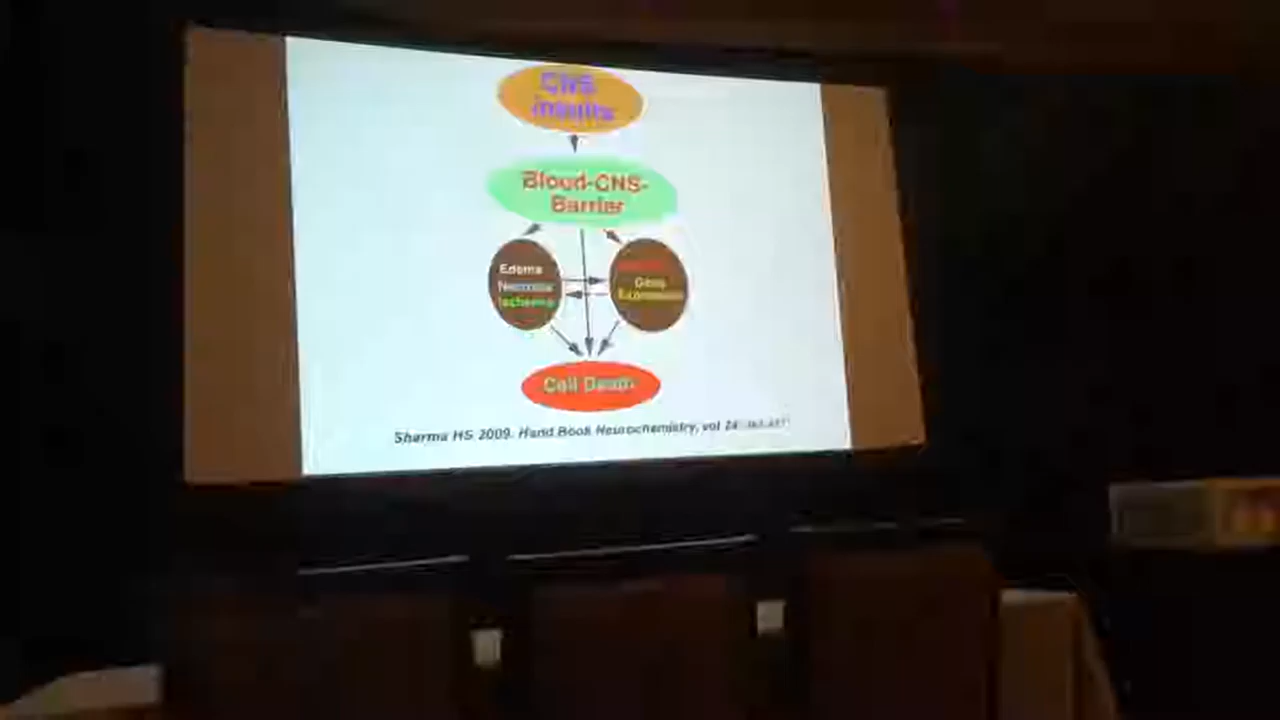 CNS
insults
Blood-CNS-
Barrier
Edema
Necrosis
Ischemia
Gene
Expression
Cell Death
Sharma HS 2009. Hand Book Neurochemistry, vol 24